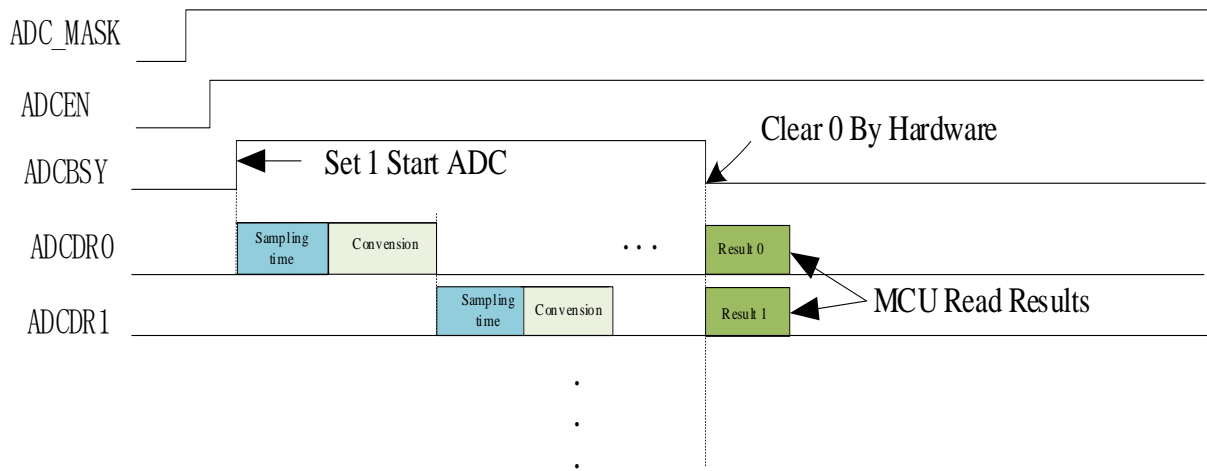 ADC_MASK
ADCEN
Clear 0 By Hardware
ADCBSY
Set 1 Start ADC
ADCDR0
Sampling
time
Convension
...
Result 0
MCU Read Results
ADCDR1
Sampling
time
Convension
Result 1